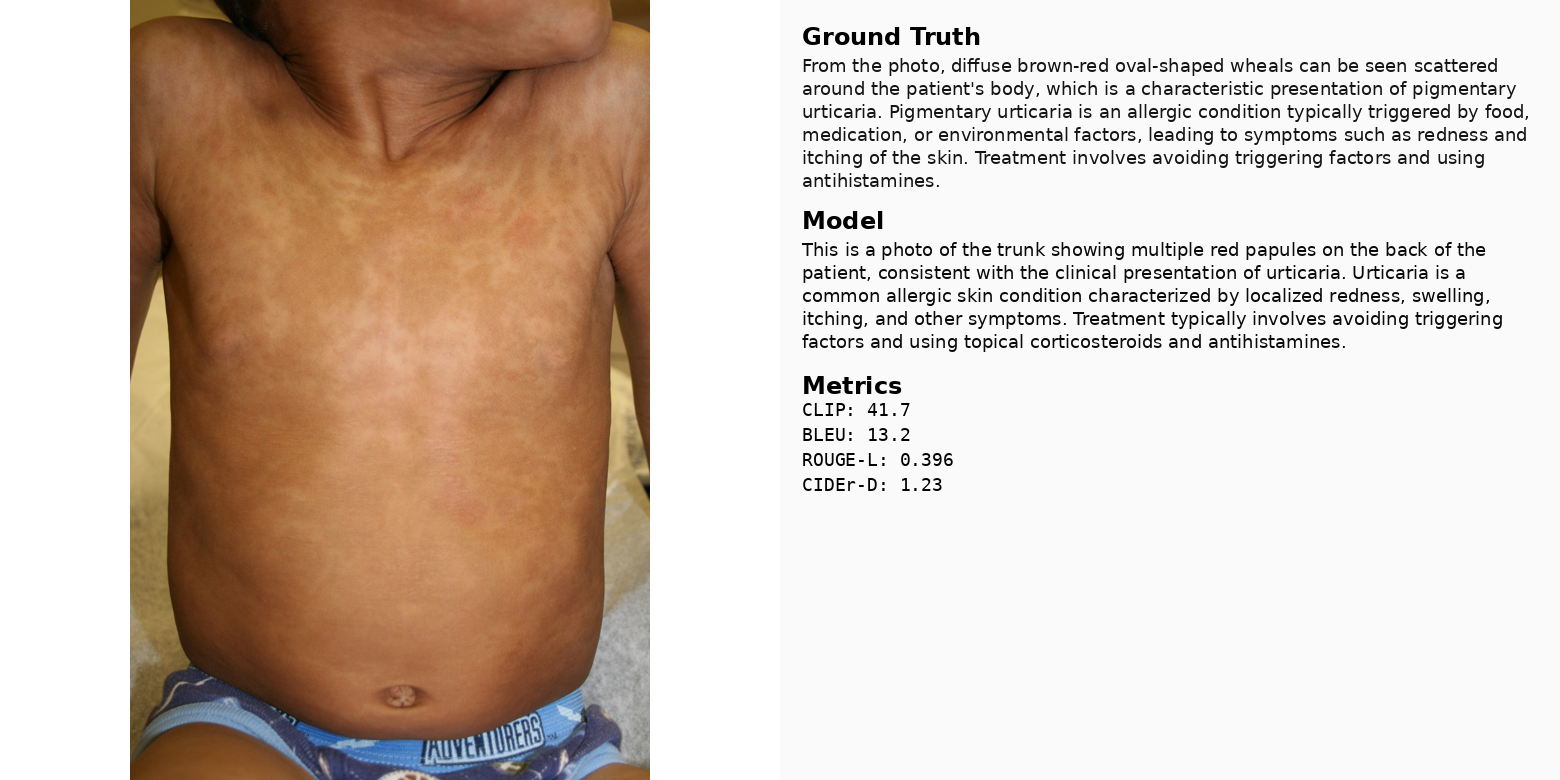 Ground Truth
From the photo, diffuse brown-red oval-shaped wheals can be seen scattered
around the patient's body, which is a characteristic presentation of pigmentary
urticaria. Pigmentary urticaria is an allergic condition typically triggered by food,
medication, or environmental factors, leading to symptoms such as redness and
itching of the skin. Treatment involves avoiding triggering factors and using
antihistamines.
Model
This is a photo of the trunk showing multiple red papules on the back of the
patient, consistent with the clinical presentation of urticaria. Urticaria is a
common allergic skin condition characterized by localized redness, swelling,
itching, and other symptoms. Treatment typically involves avoiding triggering
factors and using topical corticosteroids and antihistamines.
Metrics
CLIP: 41.7
BLEU: 13.2
ROUGE-L: 0.396
CIDEr-D: 1.23
ADVENTURERS